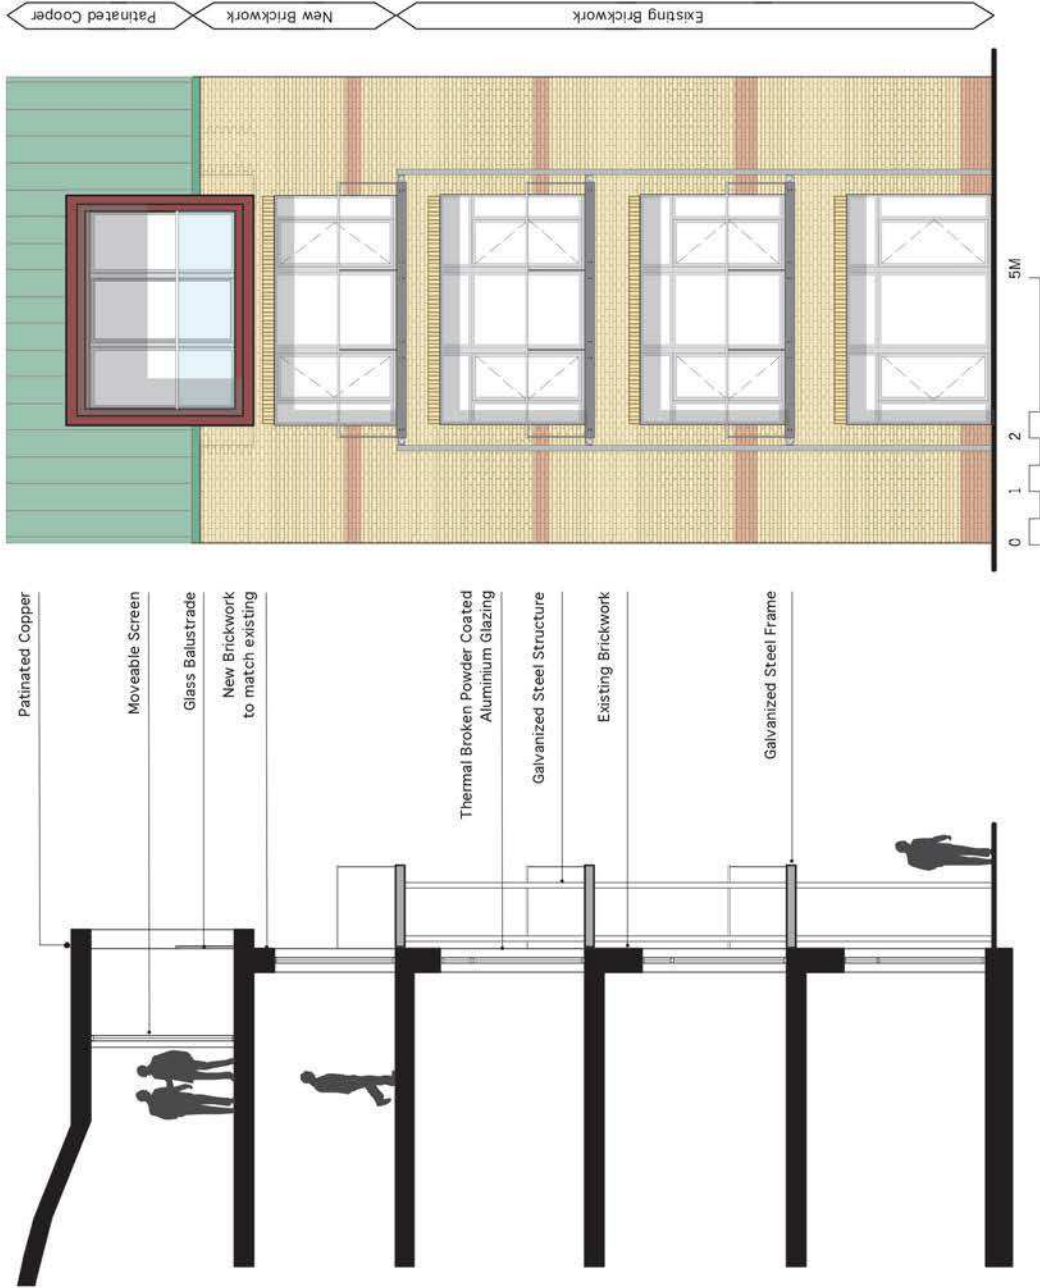 Patinated Cooper
New Brickwork
Existing Brickwork
Patinated Copper
Moveable Screen
Glass Balustrade
New Brickwork
to match existing
Thermal Broken Powder Coated
Aluminium Glazing
Galvanized Steel Structure
Existing Brickwork
Galvanized Steel Frame
0 1 2 5M